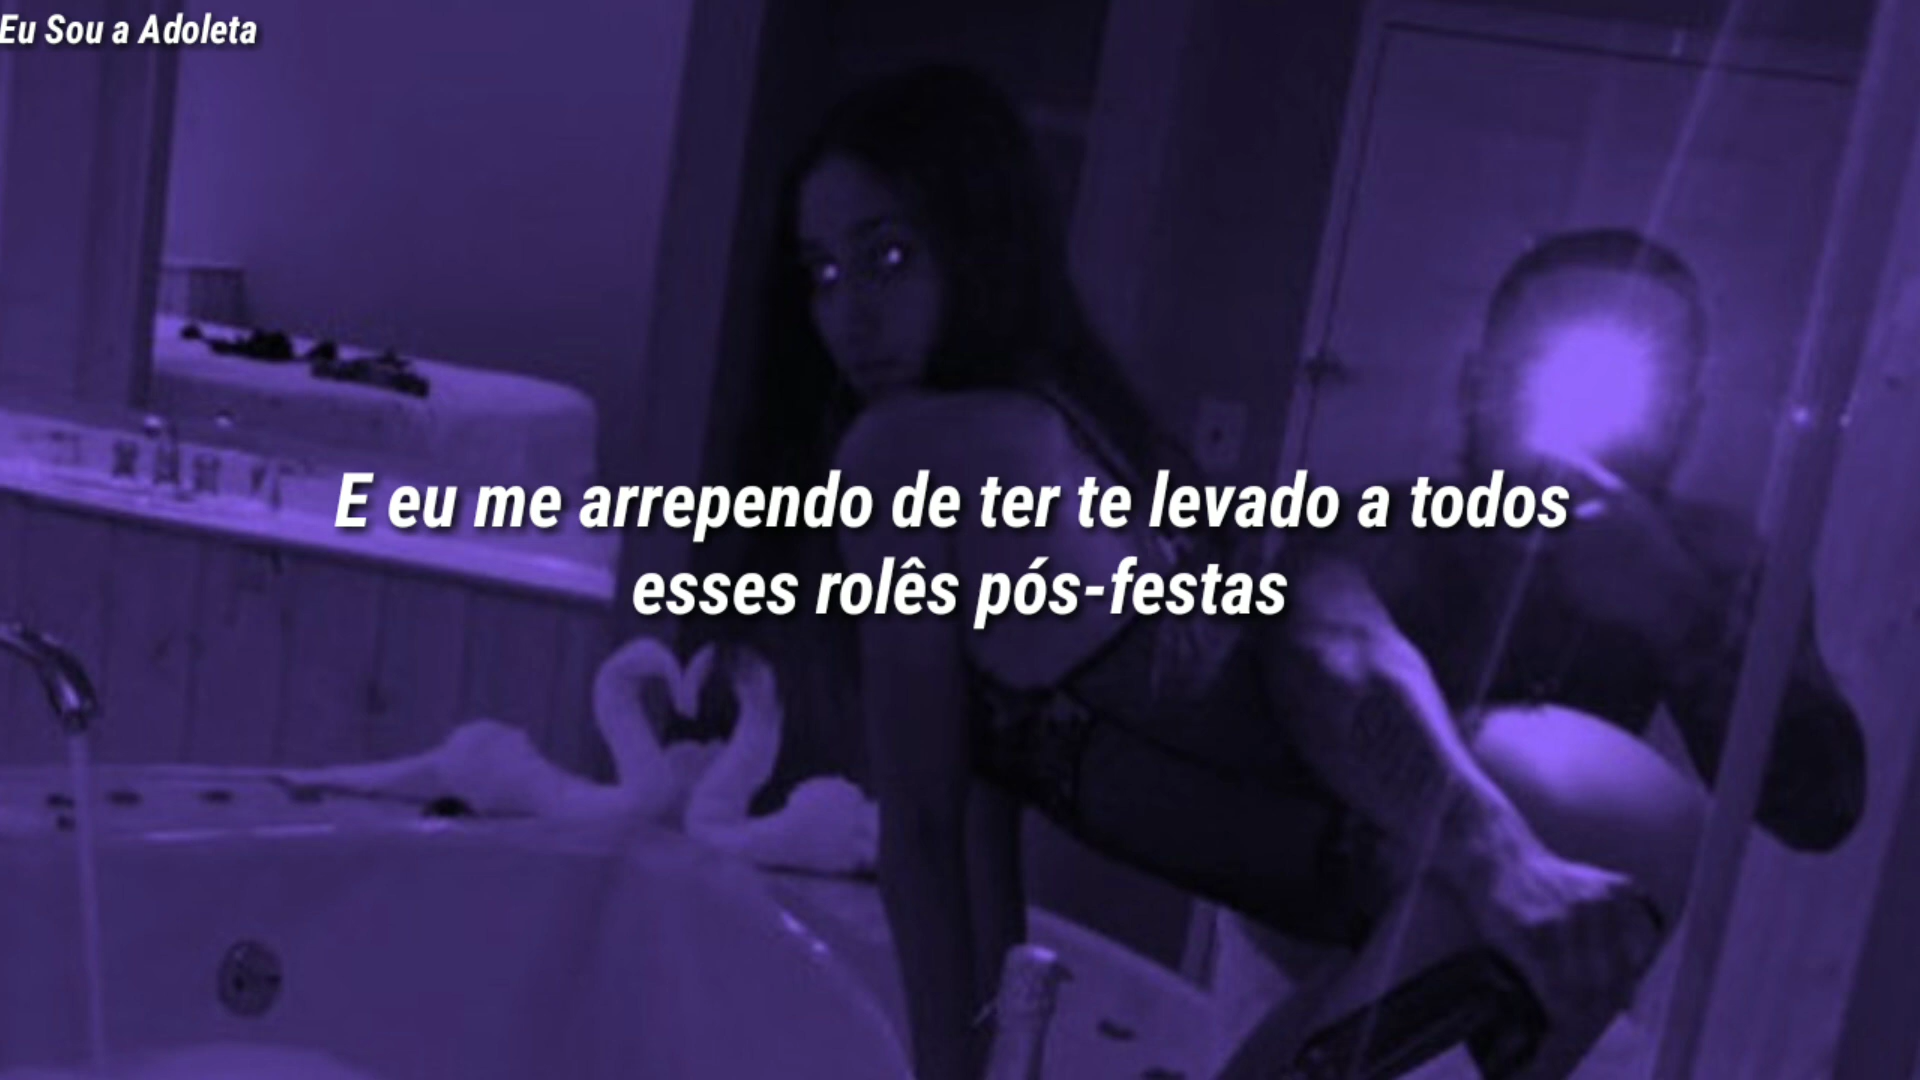 Eu Sou a Adoleta
E eu me arrependo de ter te levado a todos
esses rolês pós-festas